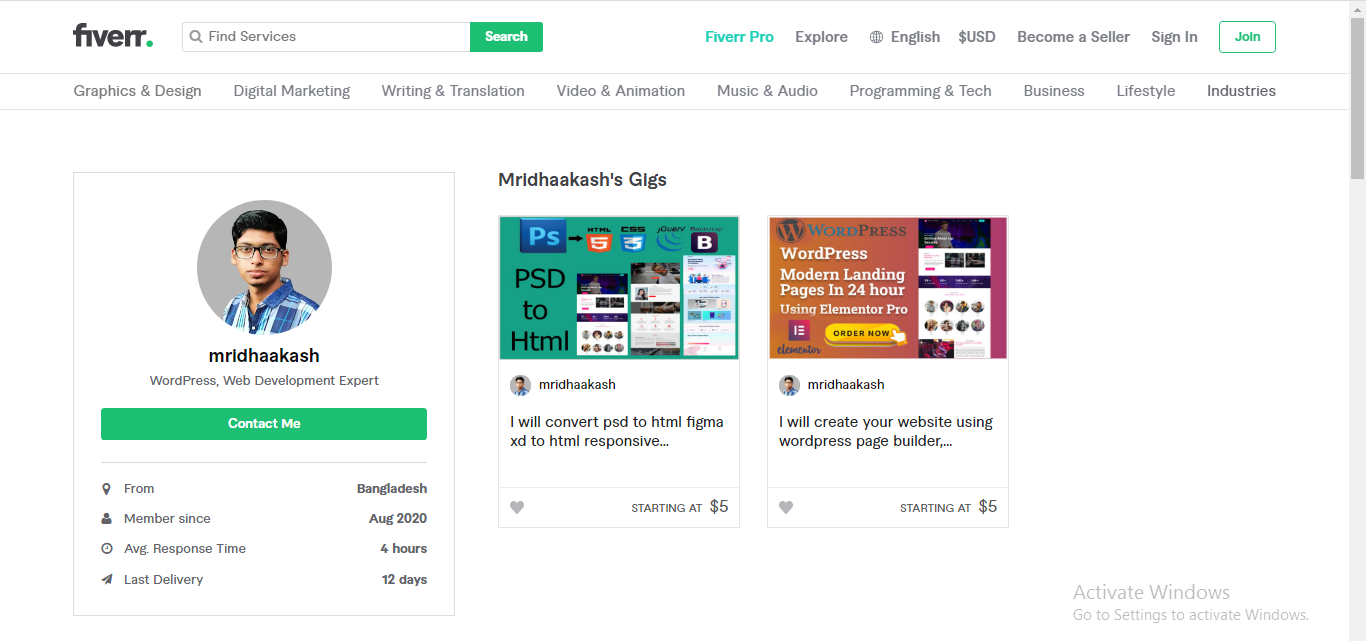 fiverr.
Find Services
Search
Fiverr Pro
Explore
English
$USD
Become a Seller
Sign In
Join
Graphics & Design
Digital Marketing
Writing & Translation
Video & Animation
Music & Audio
Programming & Tech
Business
Lifestyle
Industries
mridhaakash
WordPress, Web Development Expert
Contact Me
From Bangladesh
Member since Aug 2020
Avg. Response Time 4 hours
Last Delivery 12 days
Mridhaakash's Gigs
Ps
HTML
5
CSS
3
jQuery
Bootstrap
B
PSD
to
Html
mridhaakash
I will convert psd to html figma
xd to html responsive...
STARTING AT $5
WORDPRESS
WordPress
Modern Landing
Pages In 24 hour
Using Elementor Pro
ORDER NOW
elementor
mridhaakash
I will create your website using
wordpress page builder,...
STARTING AT $5
Activate Windows
Go to Settings to activate Windows.